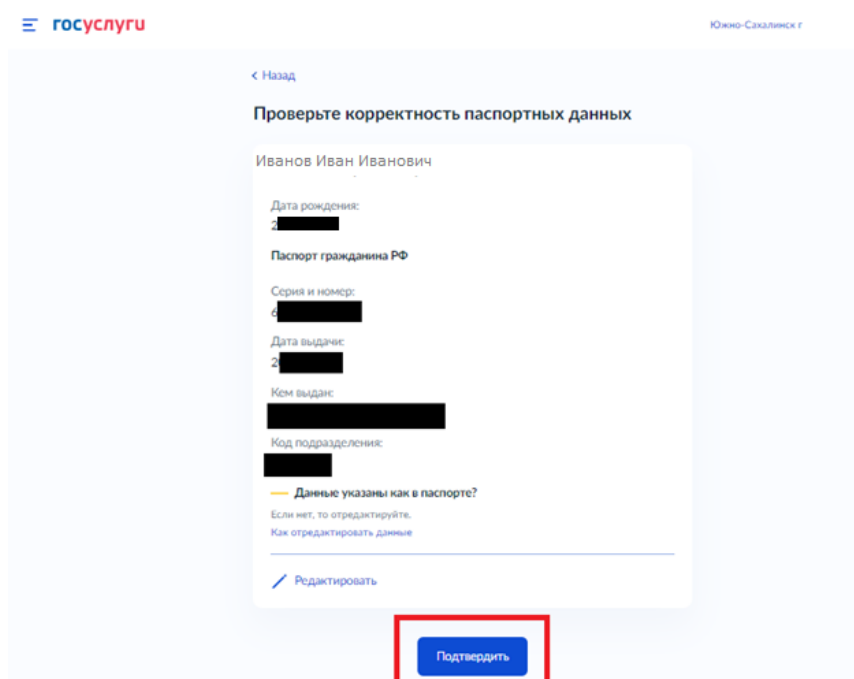 госуслуги
Южно-Сахалинск г
Назад
Проверьте корректность паспортных данных
Иванов Иван Иванович
Дата рождения:
2
Паспорт гражданина РФ
Серия и номер:
6
Дата выдачи:
2
Кем выдан:
Код подразделения:
Данные указаны как в паспорте?
Если нет, то отредактируйте.
Как отредактировать данные
Редактировать
Подтвердить